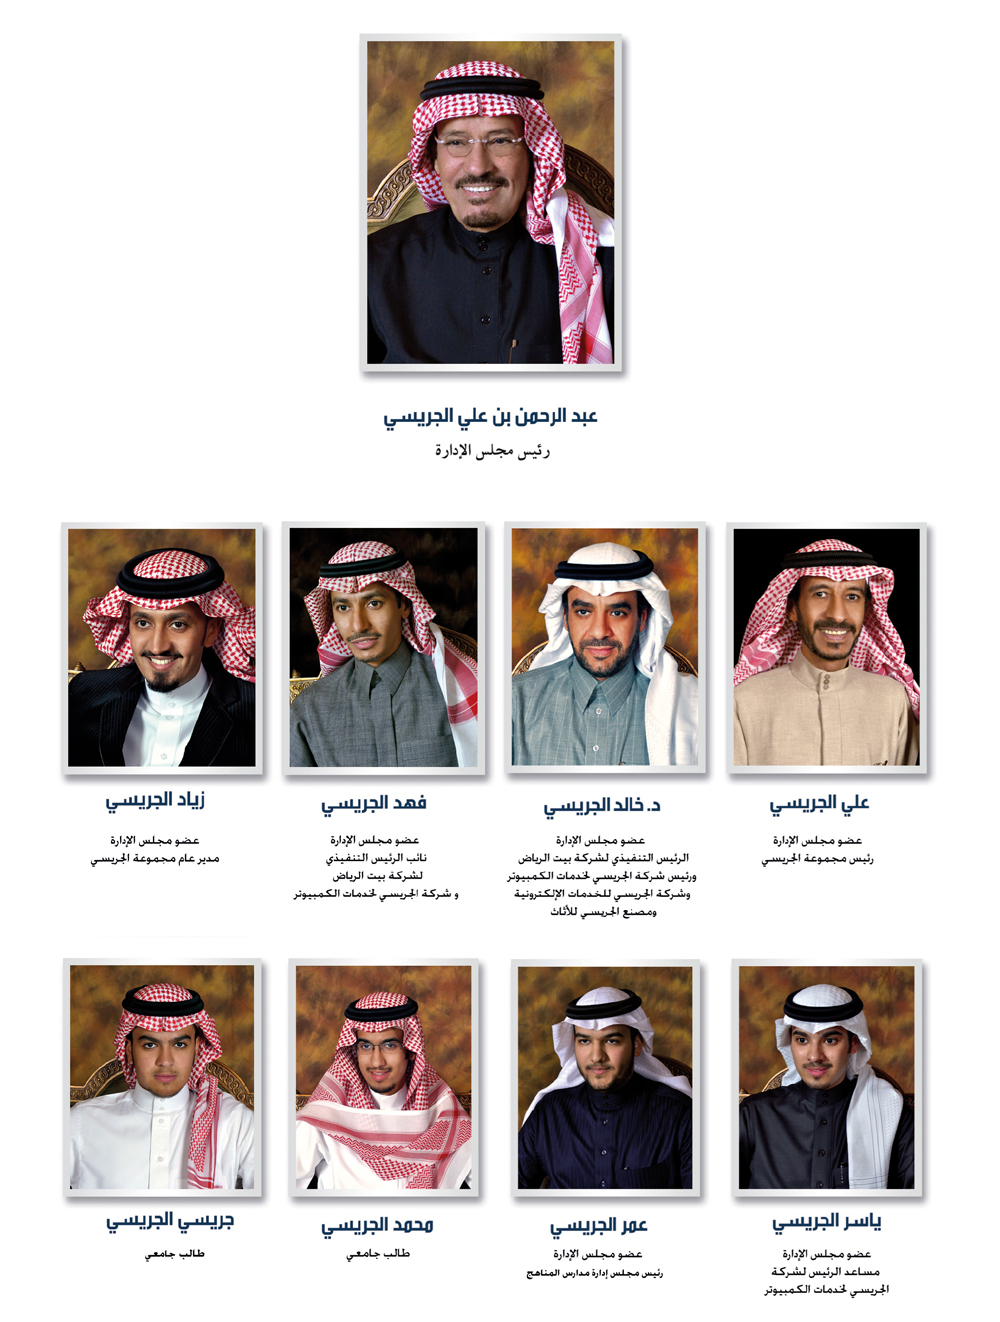 عبد الرحمن بن علي الجريسي
رئيس مجلس الإدارة
علي الجريسي
عضو مجلس الإدارة
رئيس مجموعة الجريسي
د. خالد الجريسي
عضو مجلس الإدارة
الرئيس التنفيذي لشركة بيت الرياض
ورئيس شركة الجريسي لخدمات الكمبيوتر
وشركة الجريسي للخدمات الإلكترونية
ومصنع الجريسي للأثاث
فهد الجريسي
عضو مجلس الإدارة
نائب الرئيس التنفيذي
لشركة بيت الرياض
و شركة الجريسي لخدمات الكمبيوتر
زياد الجريسي
عضو مجلس الإدارة
مدير عام مجموعة الجريسي
ياسر الجريسي
عضو مجلس الإدارة
مساعد الرئيس لشركة
الجريسي لخدمات الكمبيوتر
عمر الجريسي
عضو مجلس الإدارة
رئيس مجلس إدارة مدارس المناهج
محمد الجريسي
طالب جامعي
جريسي الجريسي
طالب جامعي